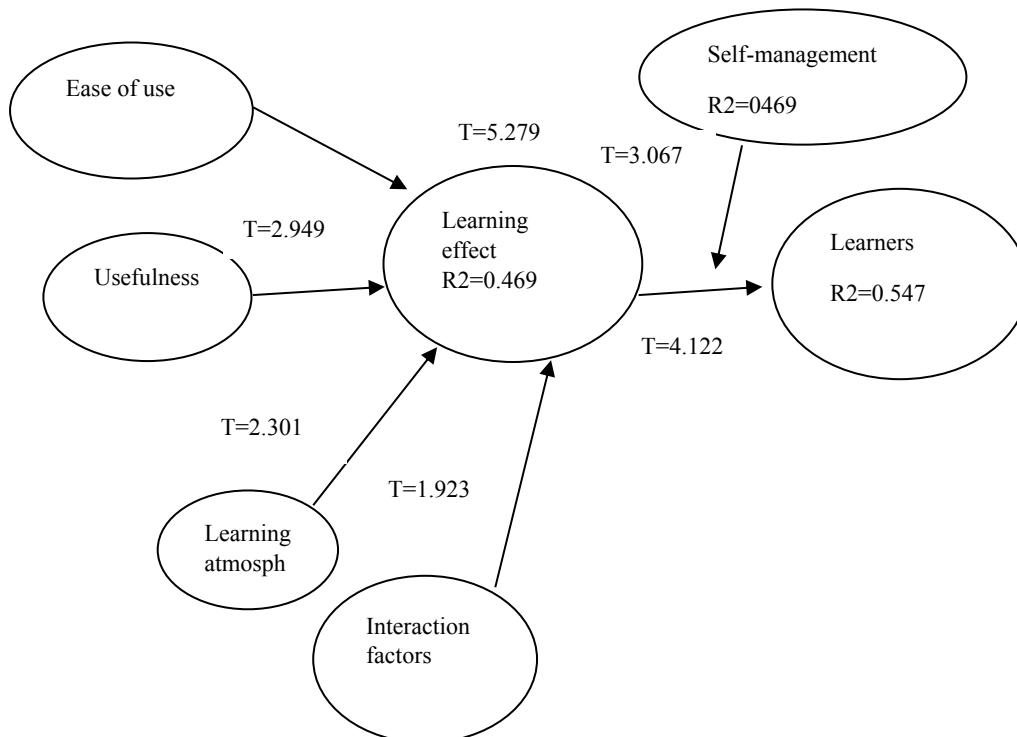 Self-management
R2=0469
Ease of use
T=5.279
T=3.067
Learning
effect
R2=0.469
T=2.949
Usefulness
Learners
R2=0.547
T=4.122
T=2.301
T=1.923
Learning
atmosph
Interaction
factors